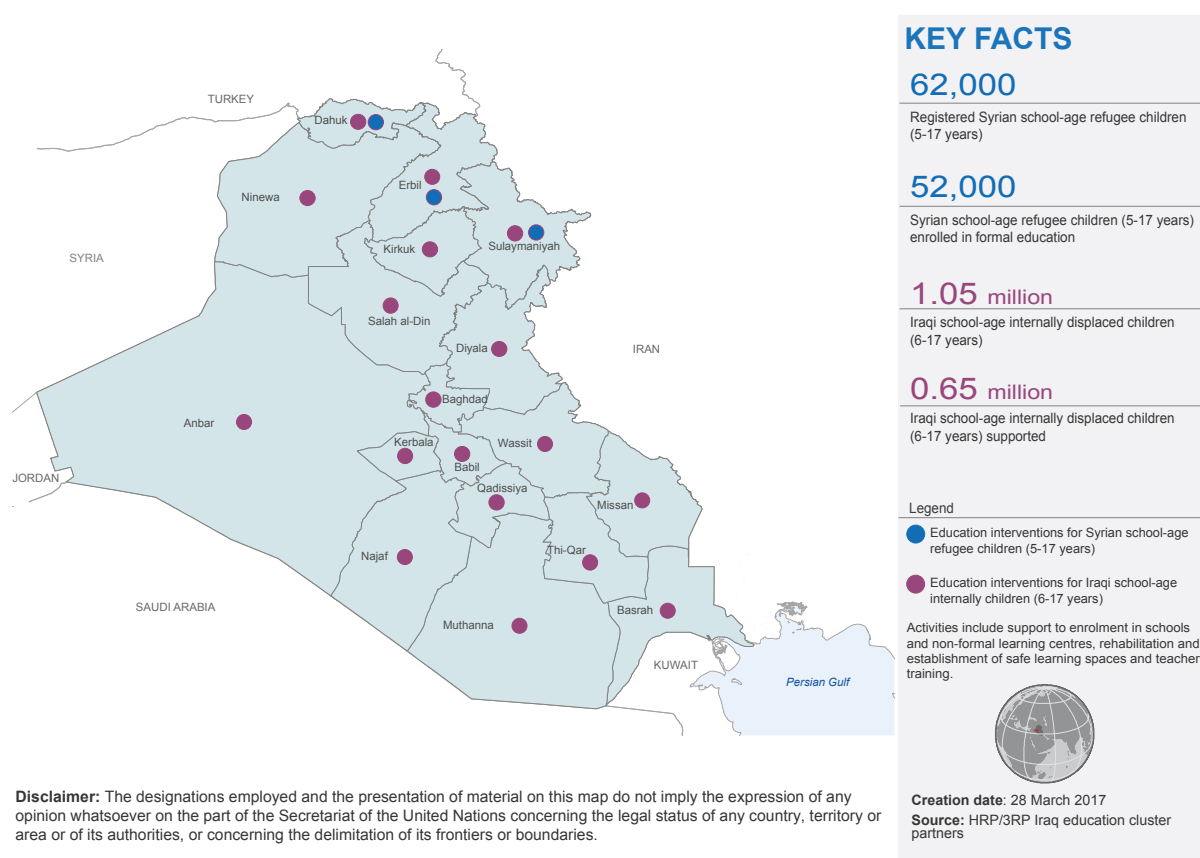 TURKEY
Dahuk
Ninewa
Erbil
SYRIA
Kirkuk
Sulaymaniyah
Salah al-Din
Diyala
IRAN
Baghdad
Anbar
Kerbala
Wassit
Babil
JORDAN
Qadissiya
Missan
Najaf
Thi-Qar
SAUDI ARABIA
Basrah
Muthanna
KUWAIT
Persian Gulf
Disclaimer: The designations employed and the presentation of material on this map do not imply the expression of any
opinion whatsoever on the part of the Secretariat of the United Nations concerning the legal status of any country, territory or
area or of its authorities, or concerning the delimitation of its frontiers or boundaries.
KEY FACTS
62,000
Registered Syrian school-age refugee children
(5-17 years)
52,000
Syrian school-age refugee children (5-17 years)
enrolled in formal education
1.05 million
Iraqi school-age internally displaced children
(6-17 years)
0.65 million
Iraqi school-age internally displaced children
(6-17 years) supported
Legend
Education interventions for Syrian school-age
refugee children (5-17 years)
Education interventions for Iraqi school-age
internally children (6-17 years)
Activities include support to enrolment in schools
and non-formal learning centres, rehabilitation and
establishment of safe learning spaces and teacher
training.
Creation date: 28 March 2017
Source: HRP/3RP Iraq education cluster
partners